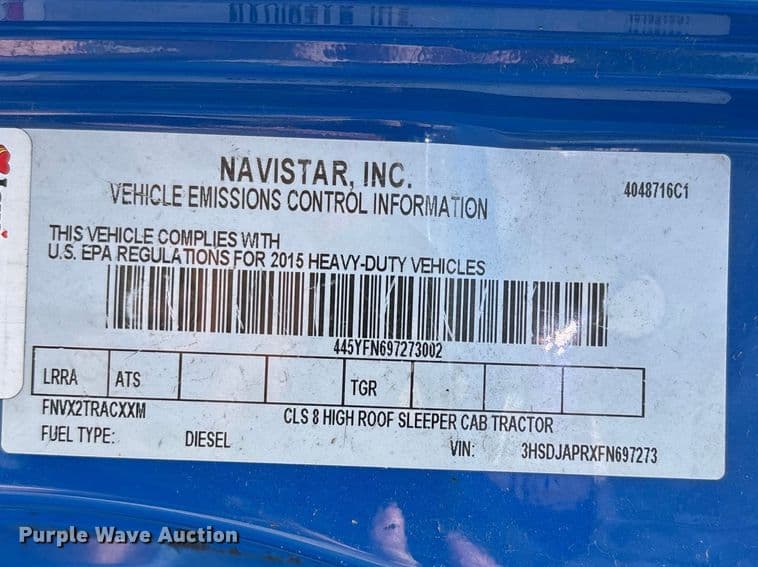 NAVISTAR, INC.
4048716C1
VEHICLE EMISSIONS CONTROL INFORMATION
THIS VEHICLE COMPLIES WITH
U.S. EPA REGULATIONS FOR 2015 HEAVY-DUTY VEHICLES
445YFN697273002
LRRA ATS TGR
FNVX2TRACXXM CLS 8 HIGH ROOF SLEEPER CAB TRACTOR
FUEL TYPE: DIESEL VIN: 3HSDJAPRXFN697273
Purple Wave Auction